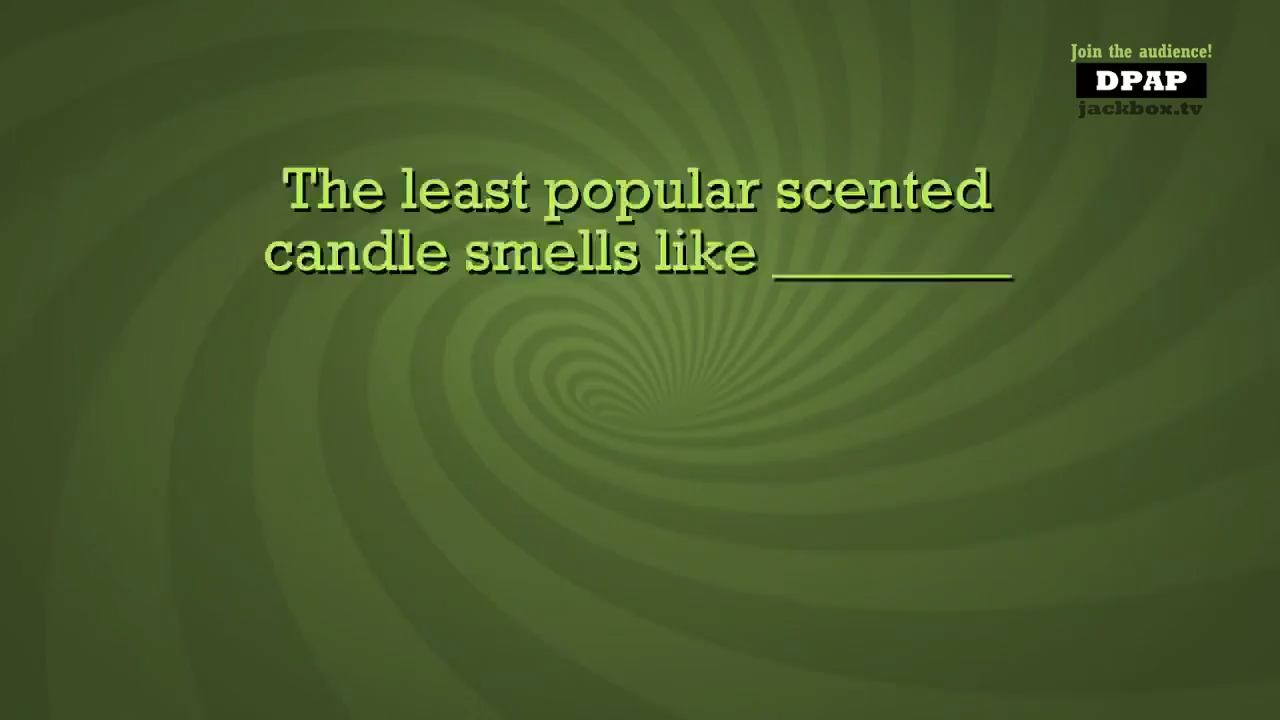 Join the audience!
DPAP
jackbox.tv
The least popular scented
candle smells like ________